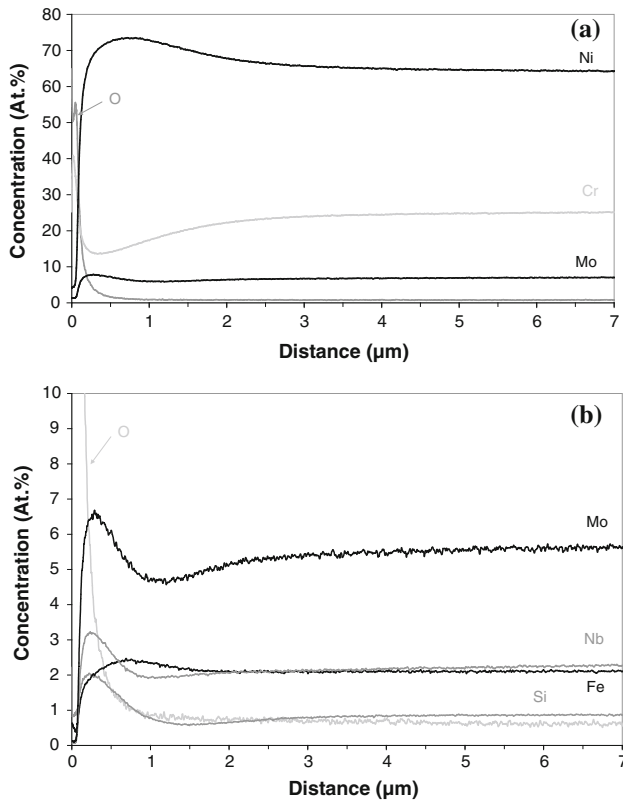 (a)
80
70
60
50
40
30
20
10
0
Concentration (At.%)
Ni
O
Cr
Mo
0 1 2 3 4 5 6 7
Distance (µm)
(b)
10
9
8
7
6
5
4
3
2
1
0
Concentration (At.%)
O
Mo
Nb
Fe
Si
0 1 2 3 4 5 6 7
Distance (µm)